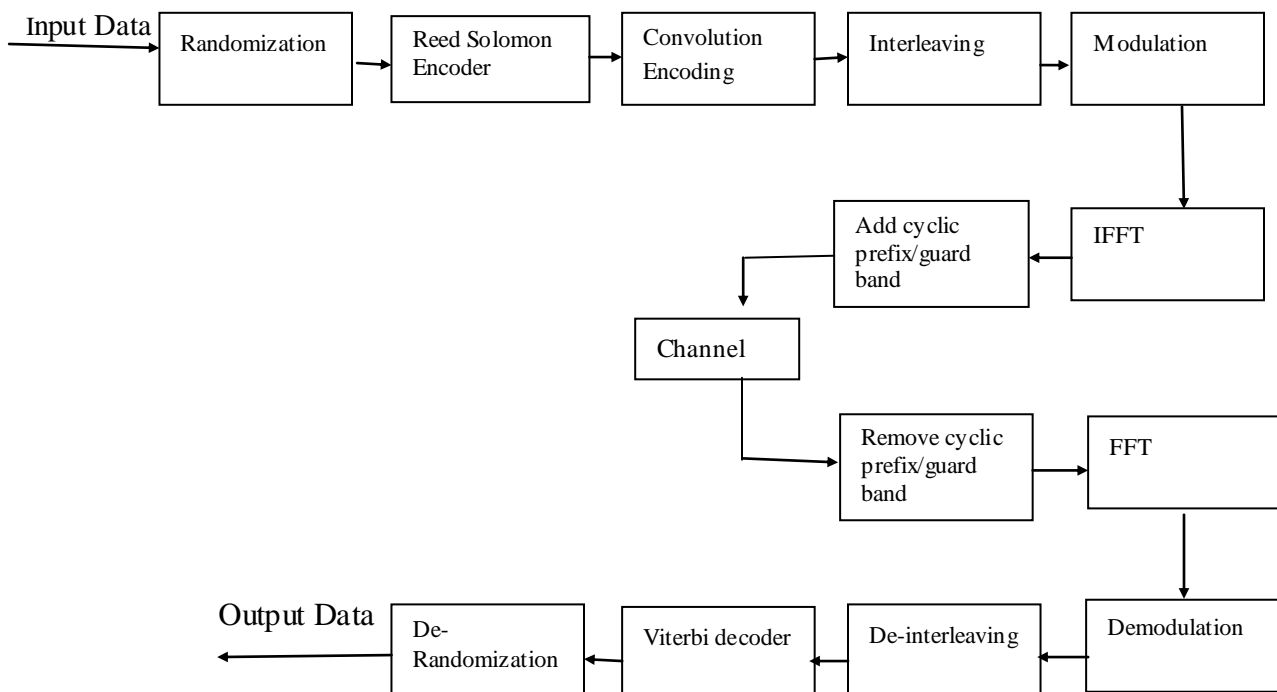 Input Data
Randomization
Reed Solomon
Encoder
Convolution
Encoding
Interleaving
Modulation
IFFT
Add cyclic
prefix/guard
band
Channel
Remove cyclic
prefix/guard
band
FFT
Demodulation
De-interleaving
Viterbi decoder
De-
Randomization
Output Data